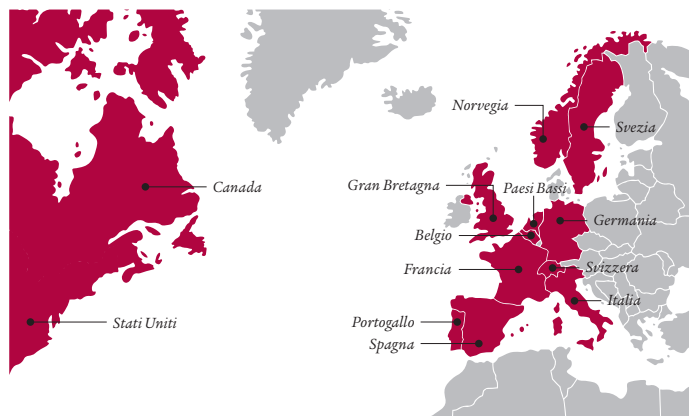 Norvegia
Svezia
Canada
Gran Bretagna
Paesi Bassi
Germania
Belgio
Francia
Svizzera
Italia
Stati Uniti
Portogallo
Spagna